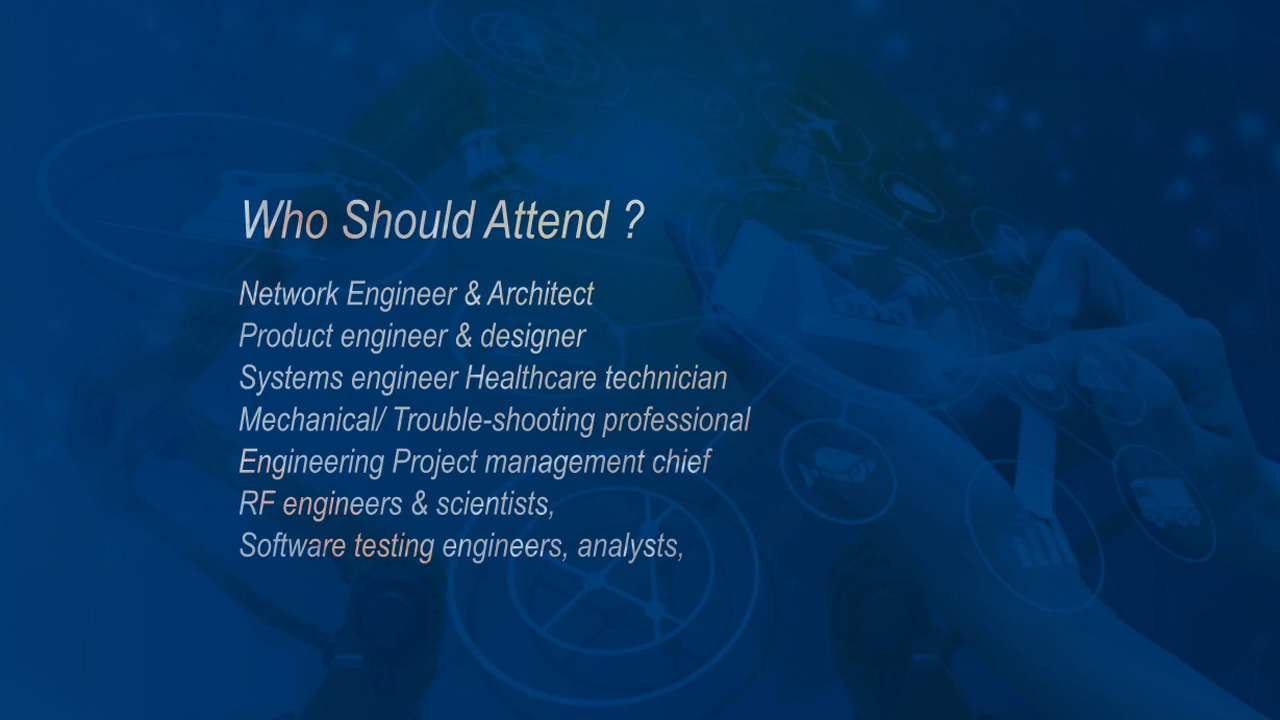 Who Should Attend ?
Network Engineer & Architect
Product engineer & designer
Systems engineer Healthcare technician
Mechanical/ Trouble-shooting professional
Engineering Project management chief
RF engineers & scientists,
Software testing engineers, analysts,